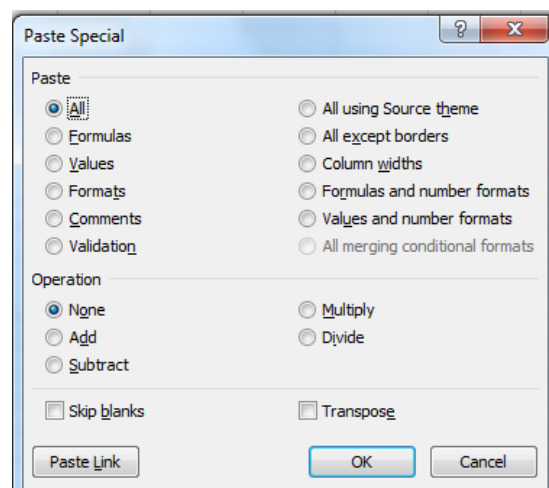 Paste Special
Paste
All
All using Source theme
Formulas
All except borders
Values
Column widths
Formats
Formulas and number formats
Comments
Values and number formats
Validation
All merging conditional formats
Operation
None
Multiply
Add
Divide
Subtract
Skip blanks
Transpose
Paste Link
OK
Cancel